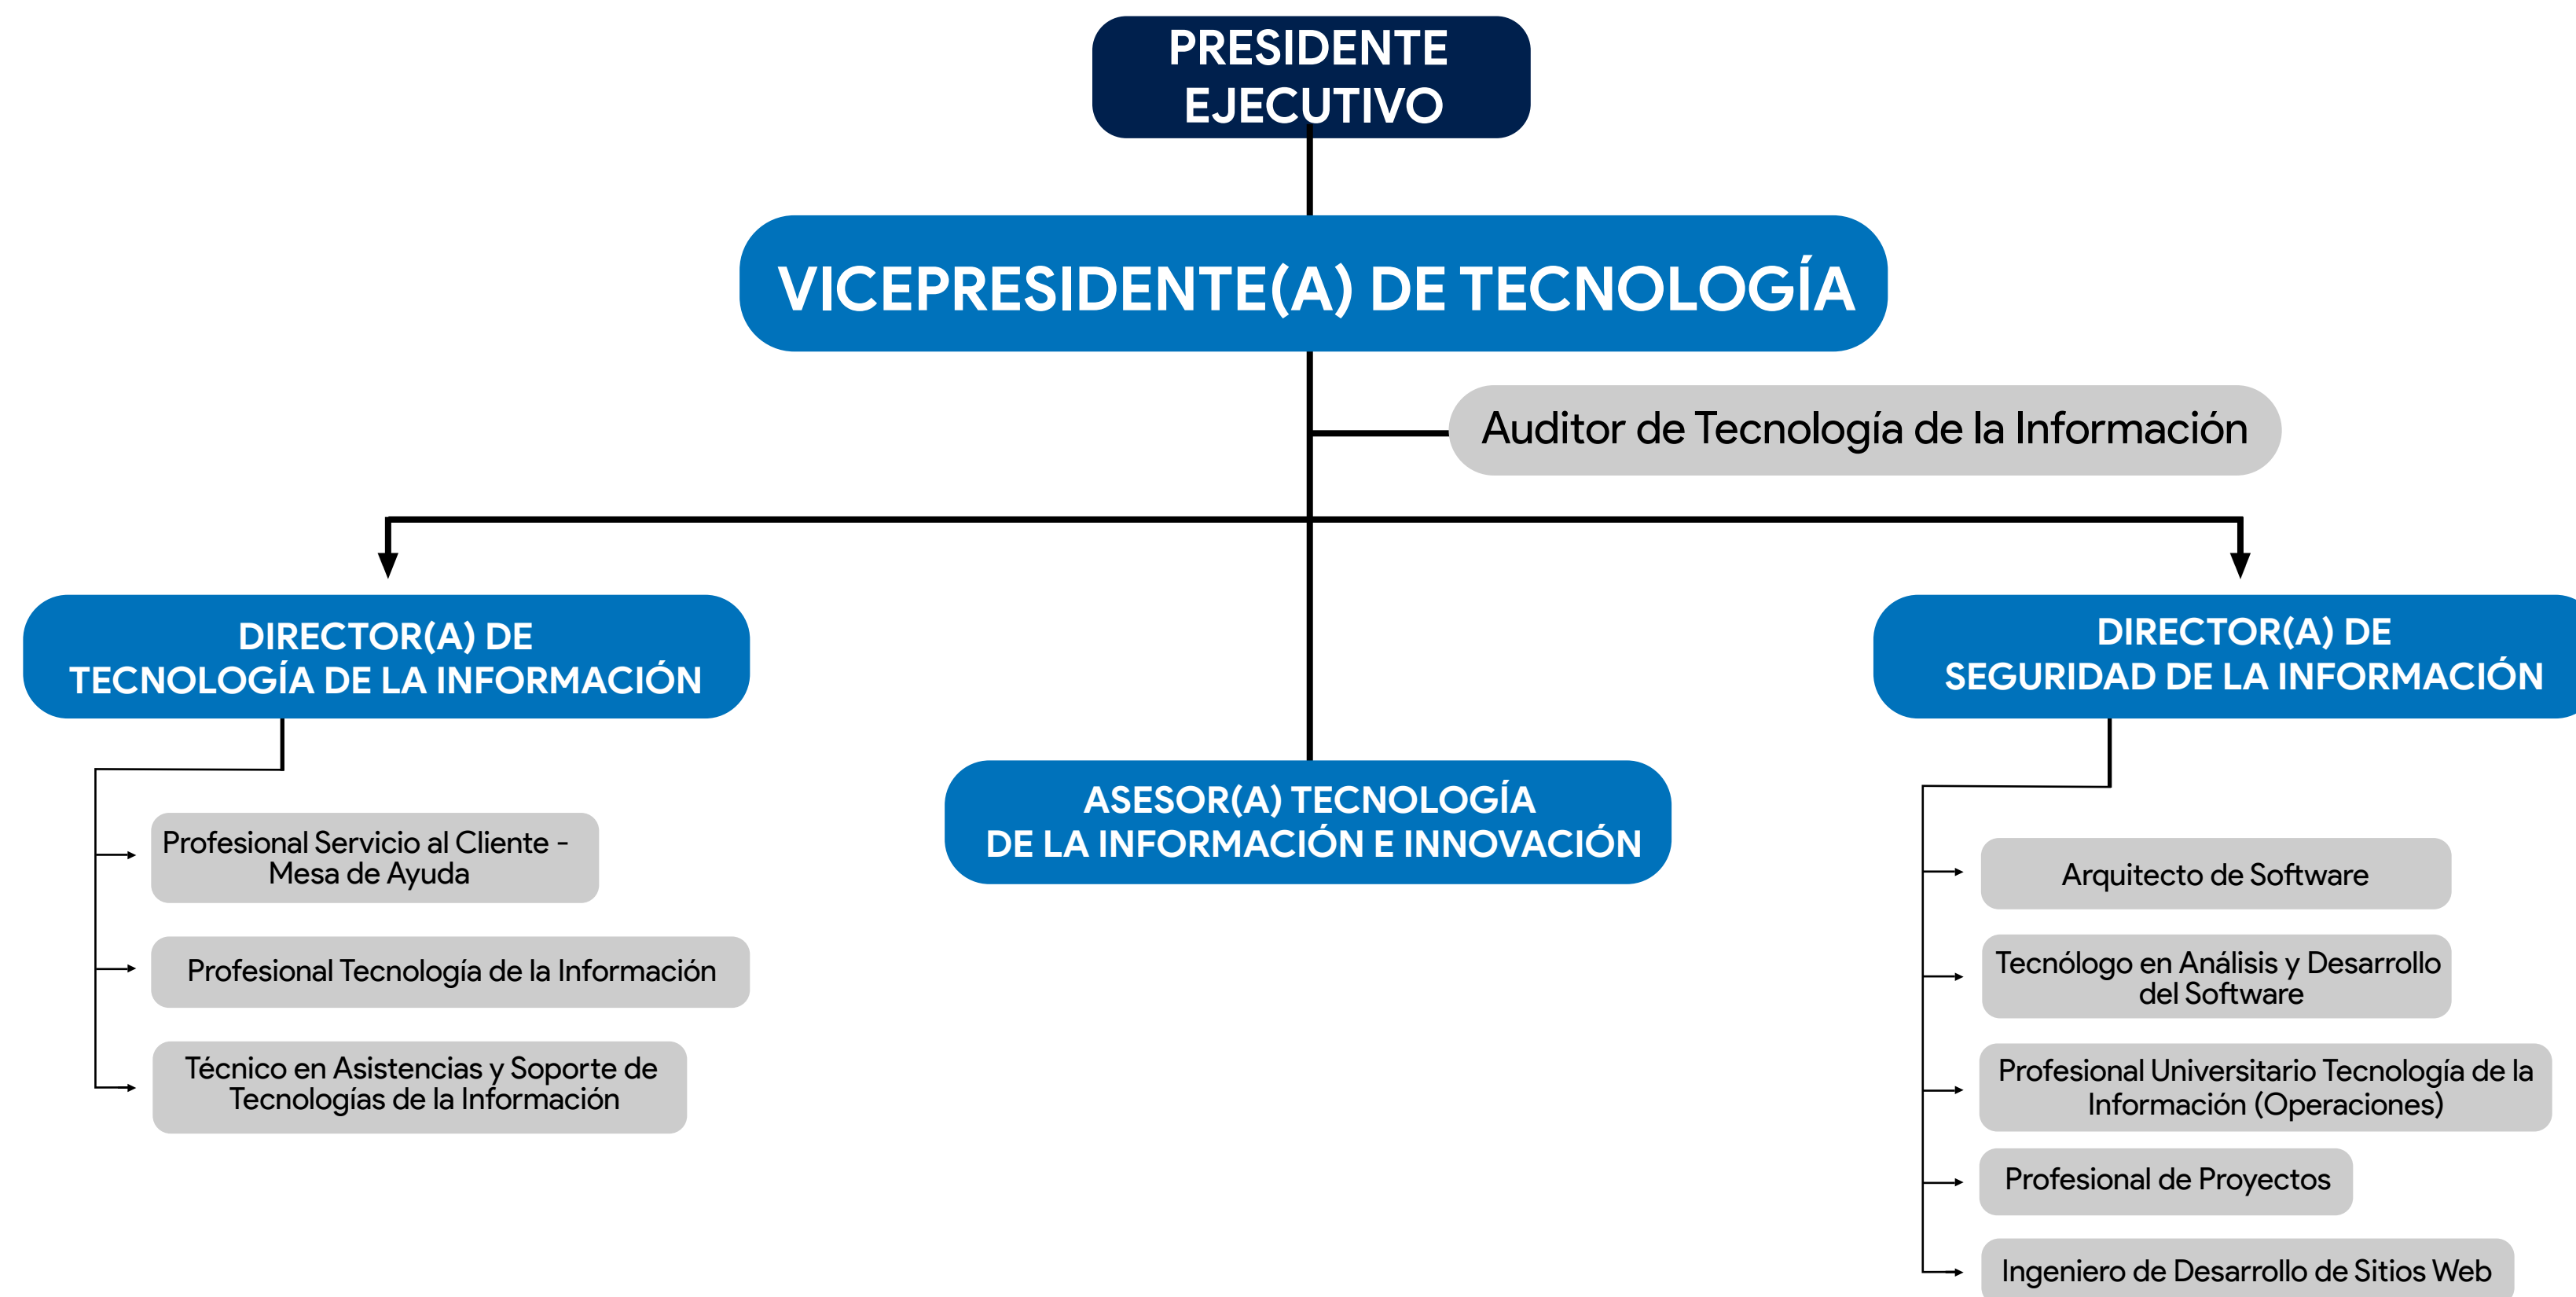 PRESIDENTE
EJECUTIVO
VICEPRESIDENTE(A) DE TECNOLOGÍA
Auditor de Tecnología de la Información
DIRECTOR(A) DE
TECNOLOGÍA DE LA INFORMACIÓN
Profesional Servicio al Cliente -
Mesa de Ayuda
Profesional Tecnología de la Información
Técnico en Asistencias y Soporte de
Tecnologías de la Información
ASESOR(A) TECNOLOGÍA
DE LA INFORMACIÓN E INNOVACIÓN
DIRECTOR(A) DE
SEGURIDAD DE LA INFORMACIÓN
Arquitecto de Software
Tecnólogo en Análisis y Desarrollo
del Software
Profesional Universitario Tecnología de la
Información (Operaciones)
Profesional de Proyectos
Ingeniero de Desarrollo de Sitios Web